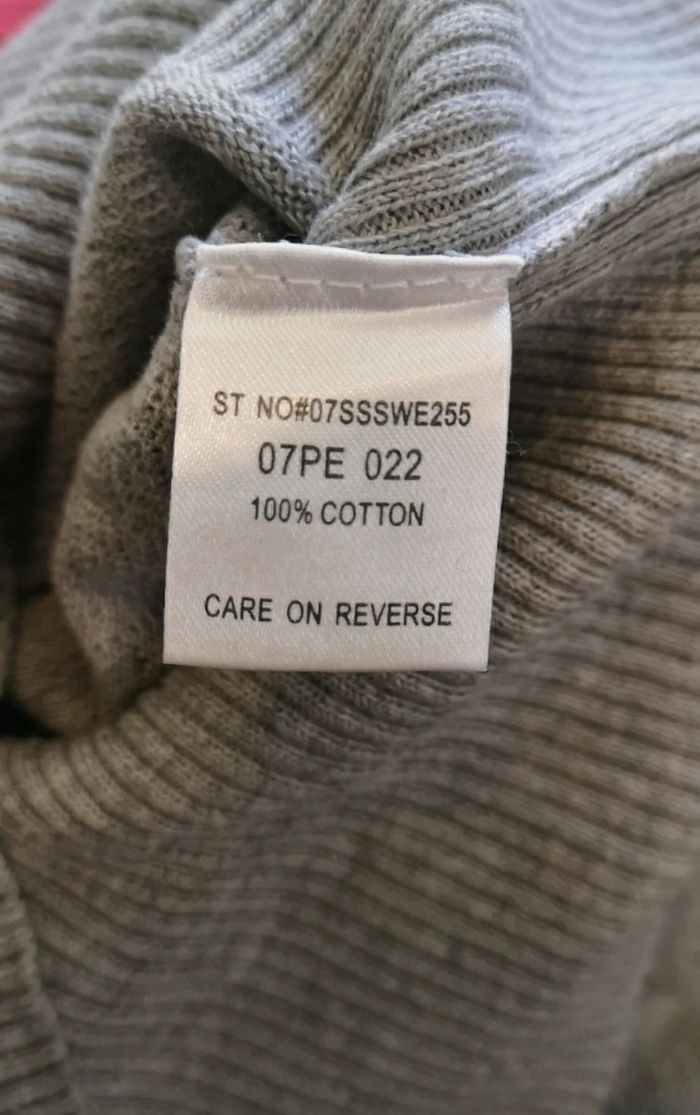 ST NO#07SSSWE255
07PE 022
100% COTTON
CARE ON REVERSE